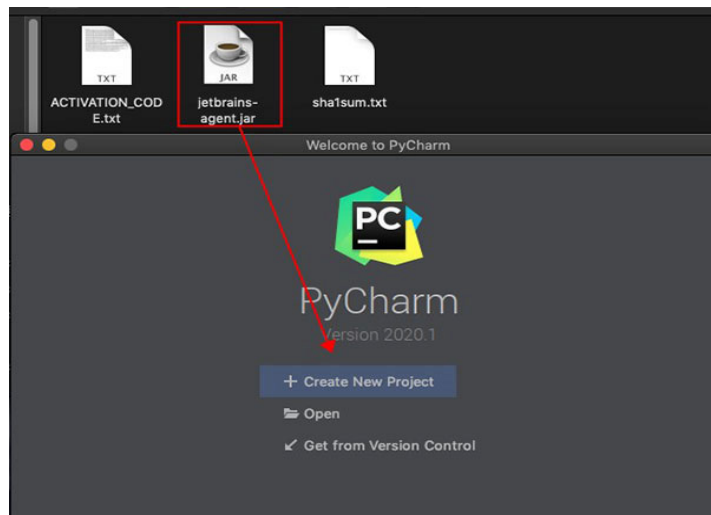 TXT
JAR
TXT
ACTIVATION_COD
E.txt
jetbrains-
agent.jar
sha1sum.txt
Welcome to PyCharm
PC
PyCharm
Version 2020.1
Create New Project
Open
Get from Version Control